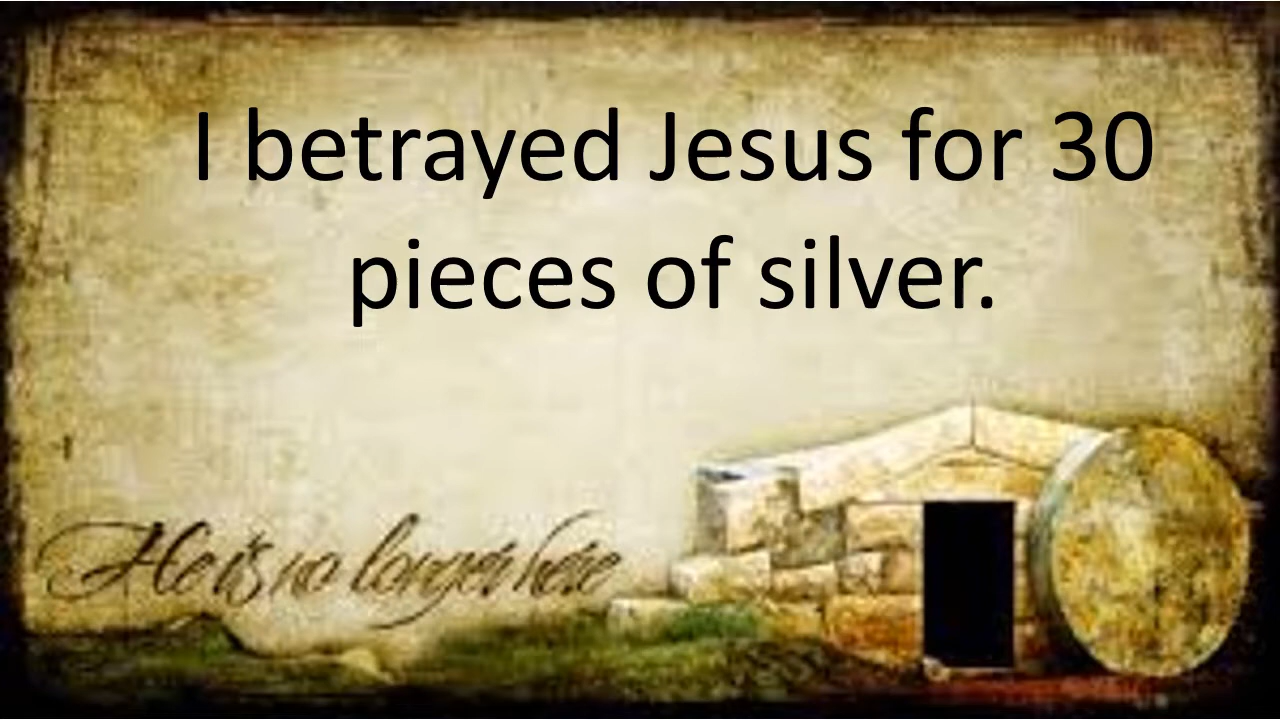 I betrayed Jesus for 30
pieces of silver.
He is no longer here